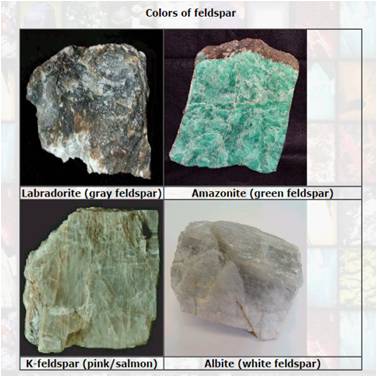 Colors of feldspar
Labradorite (gray feldspar)
Amazonite (green feldspar)
K-feldspar (pink/salmon)
Albite (white feldspar)